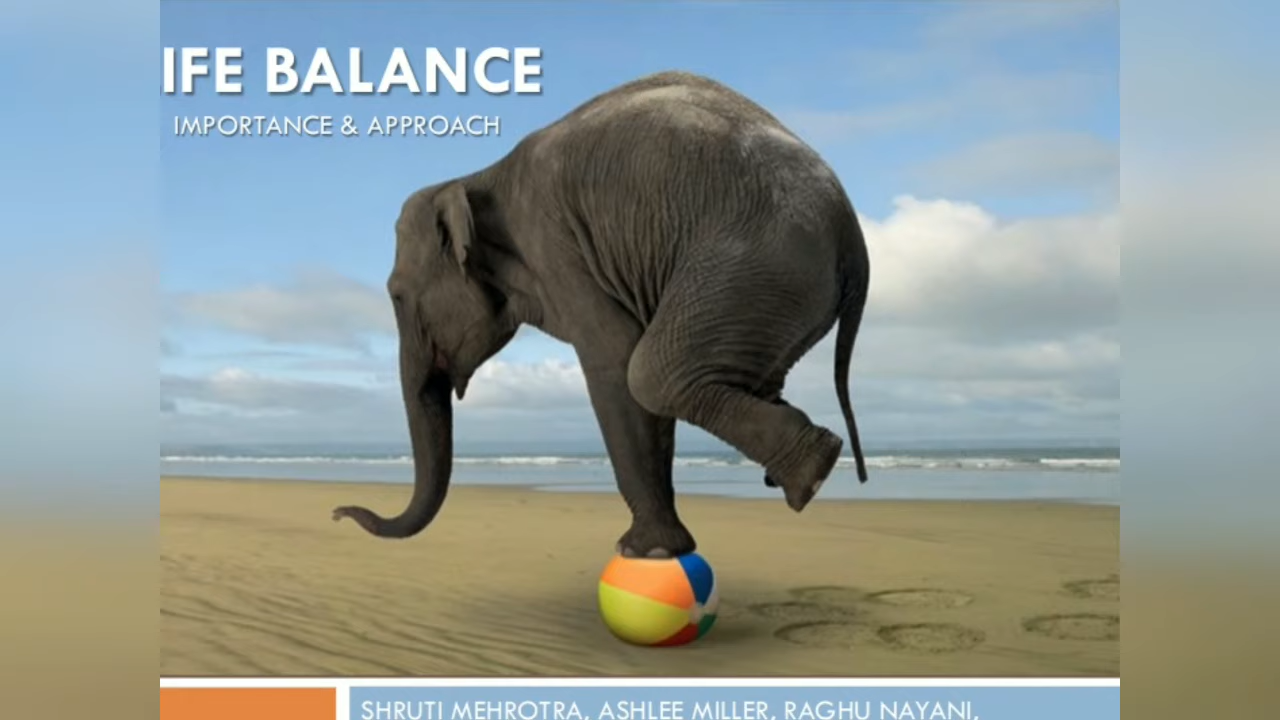 IFE BALANCE
IMPORTANCE & APPROACH
SHRUTI MEHROTRA, ASHLEE MILLER, RAGHU NAYANI,